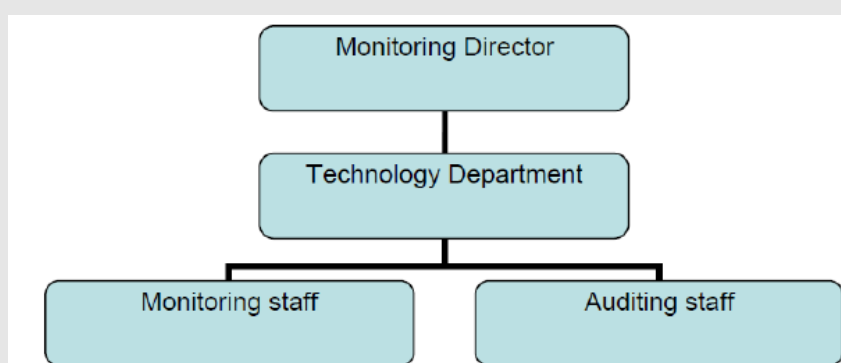 Monitoring Director
Technology Department
Monitoring staff
Auditing staff